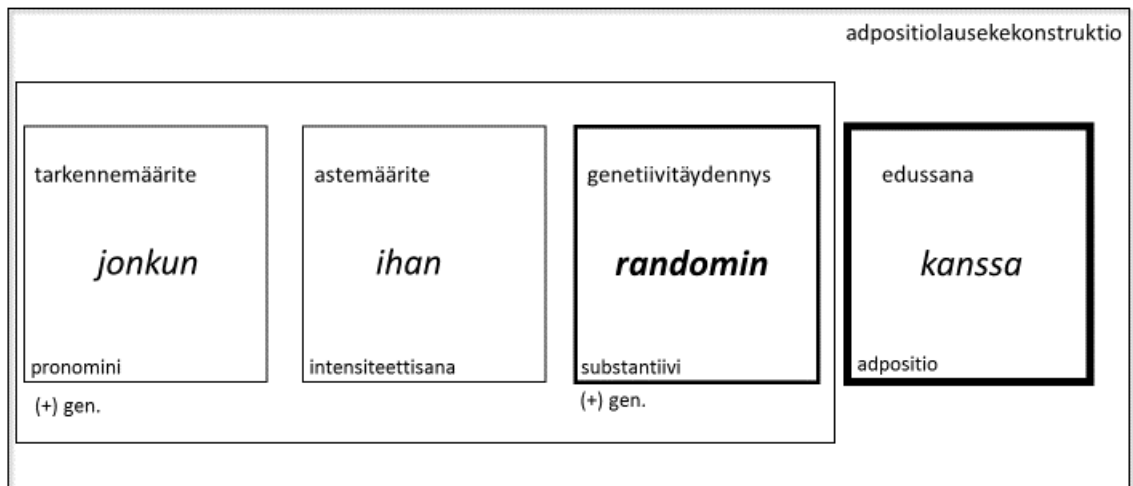 adpositiolausekekonstruktio
tarkennemäärite astemäärite genetiivitäydennys edussana
jonkun ihan randomin kanssa
pronomini intensiteettisana substantiivi adpositio
(+) gen. (+) gen.